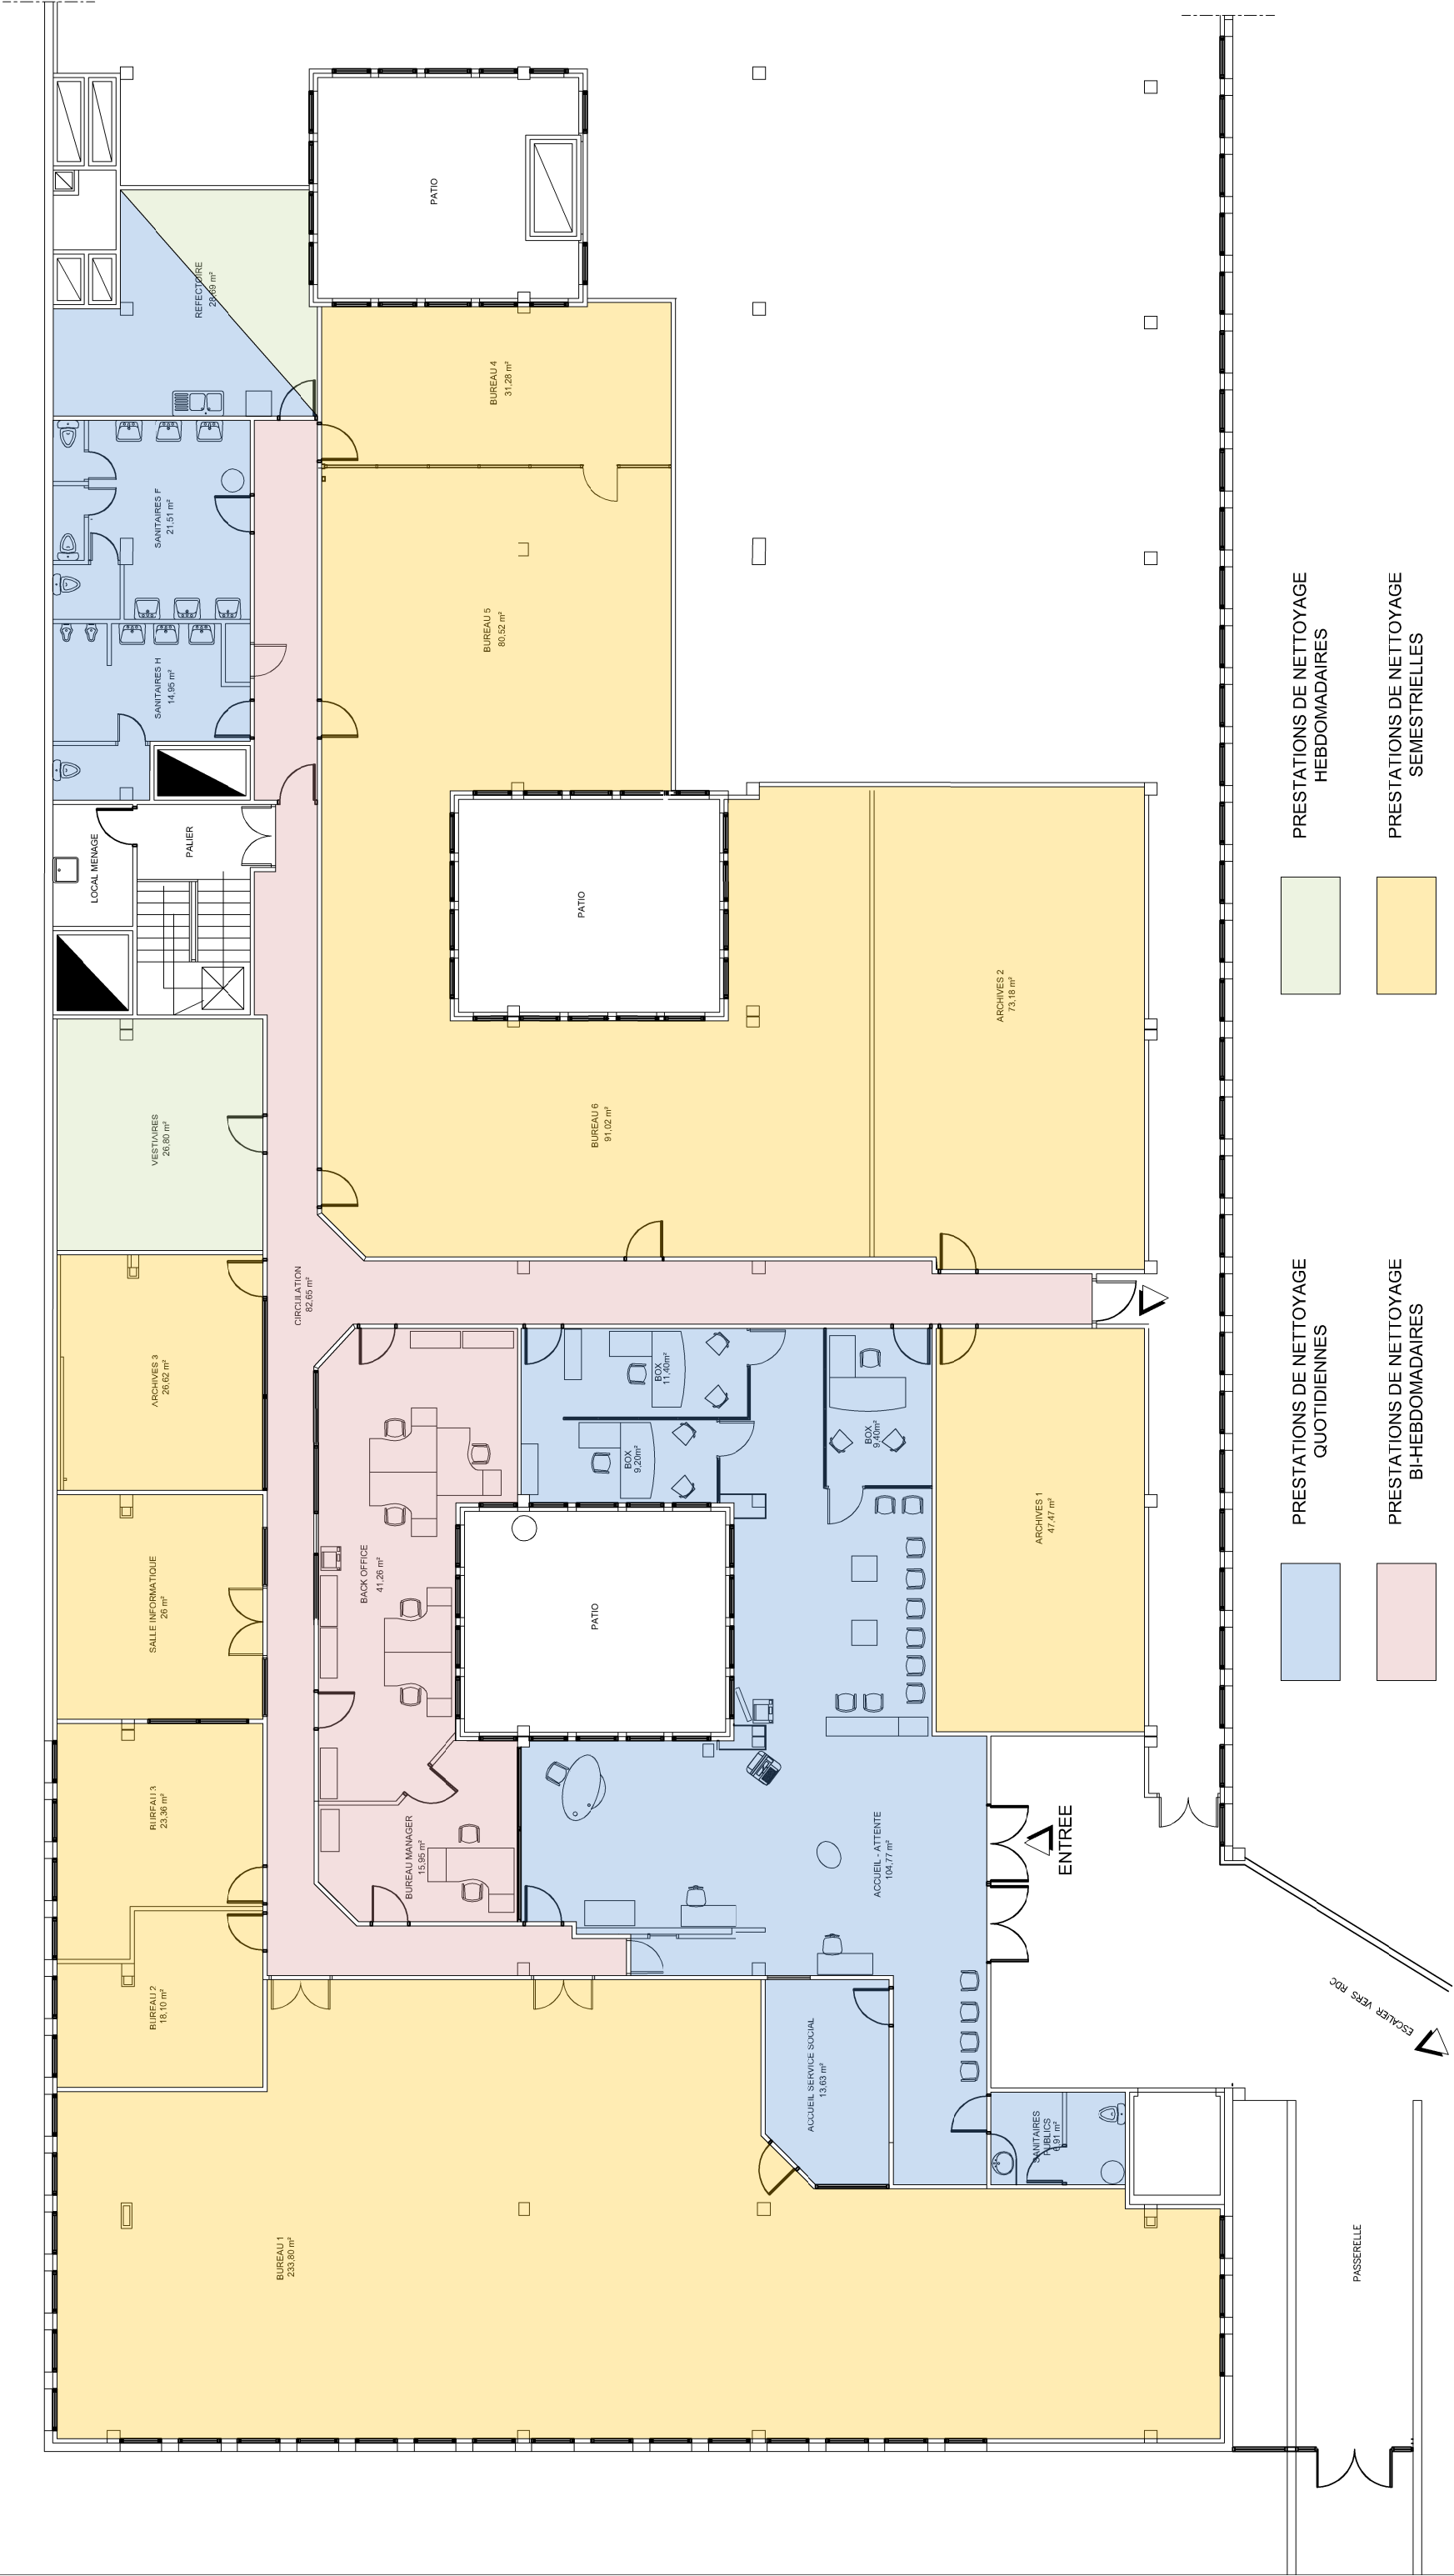 PATIO
REFECTOIRE
28,69 m²
BUREAU 4
31,28 m²
SANITAIRES F
21,51 m²
BUREAU 5
80,52 m²
SANITAIRES H
14,95 m²
LOCAL MENAGE
PALIER
PATIO
ARCHIVES 2
73,18 m²
VESTIAIRES
26,80 m²
BUREAU 6
91,02 m²
CIRCULATION
82,65 m²
ARCHIVES 3
26,62 m²
BOX
11,40m²
BOX
9,20m²
BOX
9,40m²
ARCHIVES 1
47,47 m²
SALLE INFORMATIQUE
26 m²
BACK OFFICE
41,26 m²
PATIO
BUREAU 3
23,36 m²
BUREAU MANAGER
15,95 m²
ACCUEIL - ATTENTE
104,77 m²
ENTREE
BUREAU 2
18,10 m²
ACCUEIL SERVICE SOCIAL
13,63 m²
SANITAIRES
PUBLICS
6,91 m²
ESCALIER VERS RDC
BUREAU 1
233,80 m²
PASSERELLE
PRESTATIONS DE NETTOYAGE
QUOTIDIENNES
PRESTATIONS DE NETTOYAGE
HEBDOMADAIRES
PRESTATIONS DE NETTOYAGE
BI-HEBDOMADAIRES
PRESTATIONS DE NETTOYAGE
SEMESTRIELLES